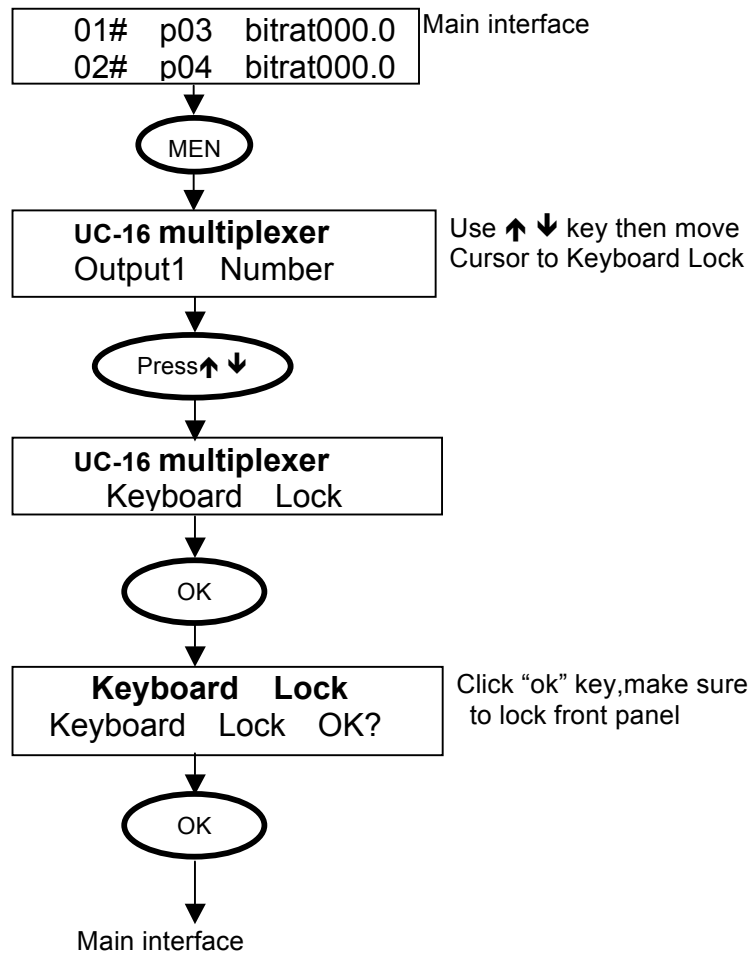 01# p03 bitrat000.0 Main interface
02# p04 bitrat000.0
MEN
UC-16 multiplexer
Output1 Number
Use ↑ ↓ key then move
Cursor to Keyboard Lock
Press↑ ↓
UC-16 multiplexer
Keyboard Lock
OK
Keyboard Lock
Keyboard Lock OK?
Click “ok” key,make sure
to lock front panel
OK
Main interface